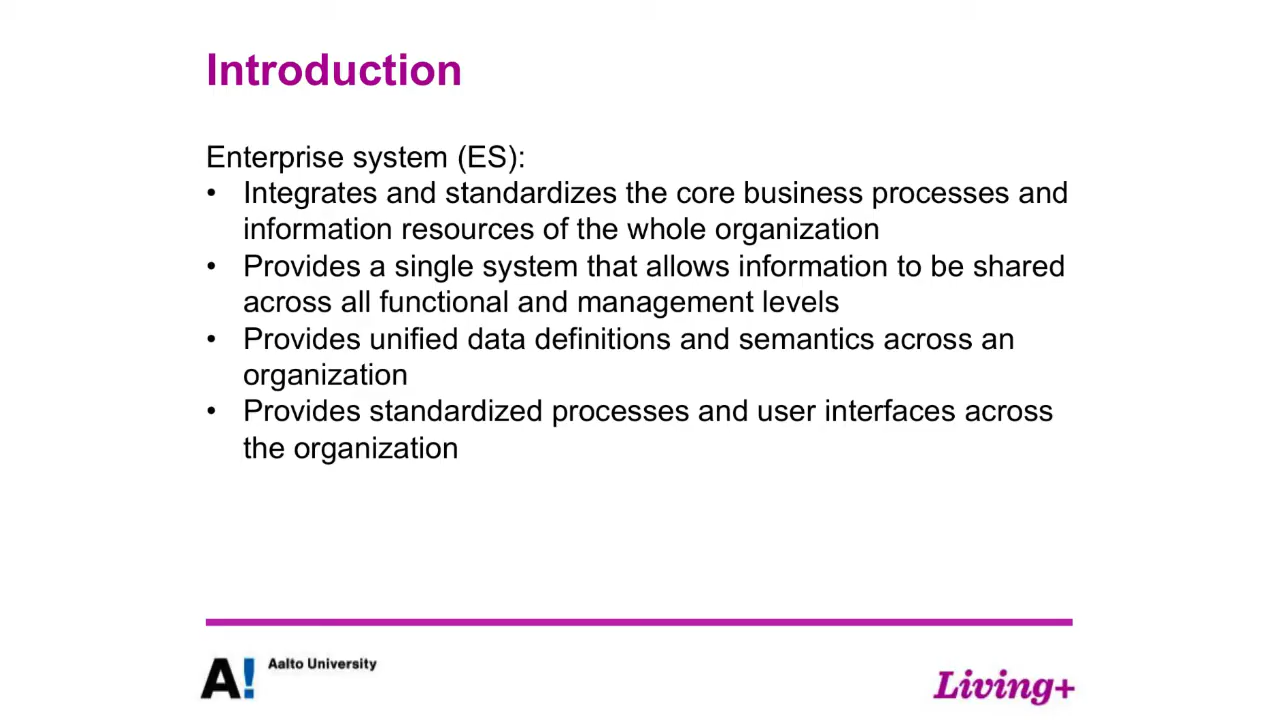 Introduction
Enterprise system (ES):
• Integrates and standardizes the core business processes and
information resources of the whole organization
• Provides a single system that allows information to be shared
across all functional and management levels
• Provides unified data definitions and semantics across an
organization
• Provides standardized processes and user interfaces across
the organization
A! Aalto University
Living+